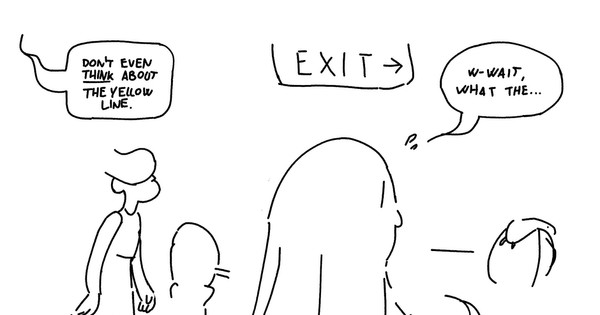 DON'T EVEN
THINK ABOUT
THE YELLOW
LINE.
EXIT →
W-WAIT,
WHAT THE...